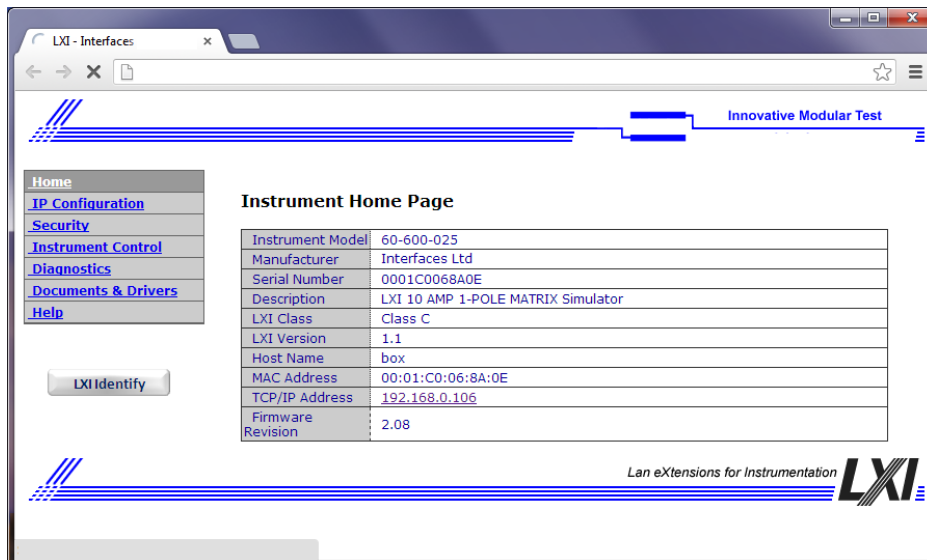 LXI - Interfaces
Innovative Modular Test
Home
IP Configuration
Security
Instrument Control
Diagnostics
Documents & Drivers
Help
LXI Identify
Instrument Home Page
Instrument Model 60-600-025
Manufacturer Interfaces Ltd
Serial Number 0001C0068A0E
Description LXI 10 AMP 1-POLE MATRIX Simulator
LXI Class Class C
LXI Version 1.1
Host Name box
MAC Address 00:01:C0:06:8A:0E
TCP/IP Address 192.168.0.106
Firmware
Revision 2.08
Lan eXtensions for Instrumentation LXI